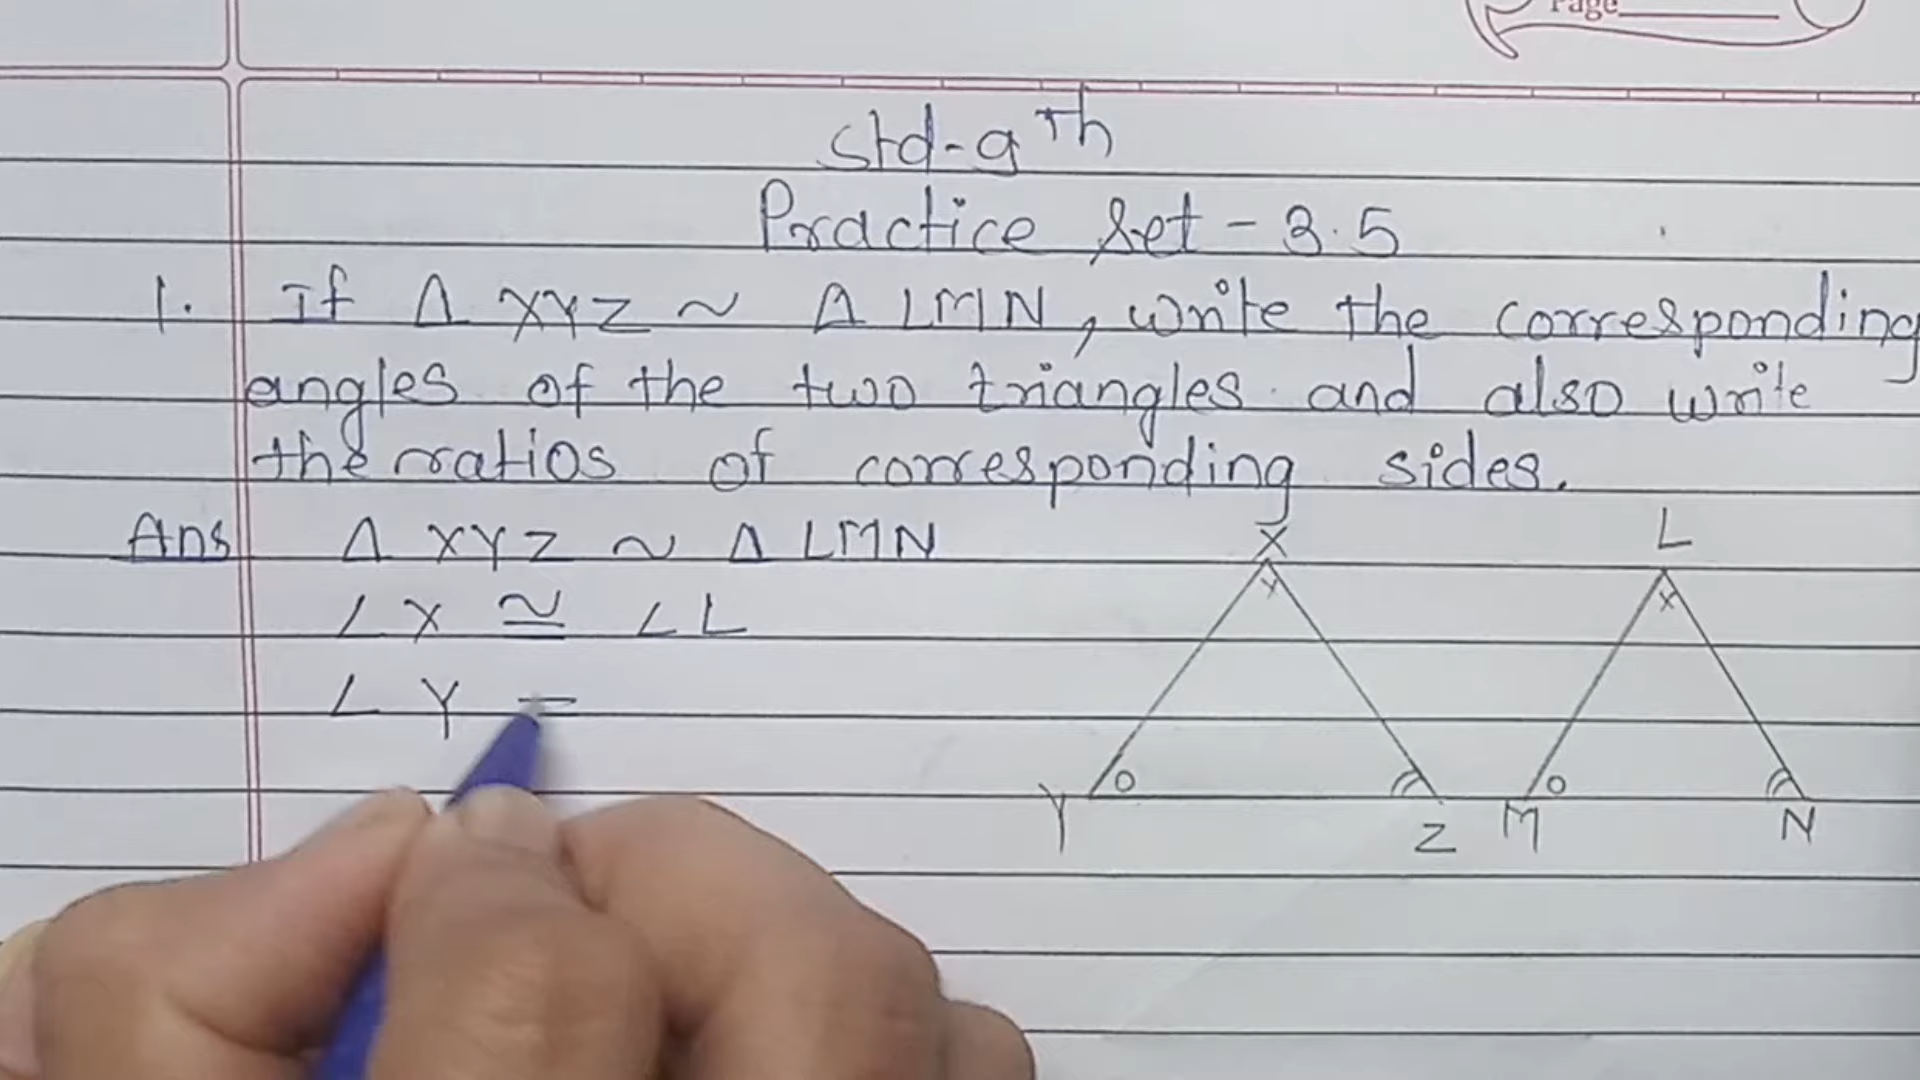 Page
Std-9th
Practice Set - 3.5
1. If Δ XYZ ~ Δ LMN, write the corresponding
angles of the two triangles and also write
the ratios of corresponding sides.
Ans Δ XYZ ~ Δ LMN
∠X ≅ ∠L
∠Y =
X
L
x
x
Y
Z
M
N